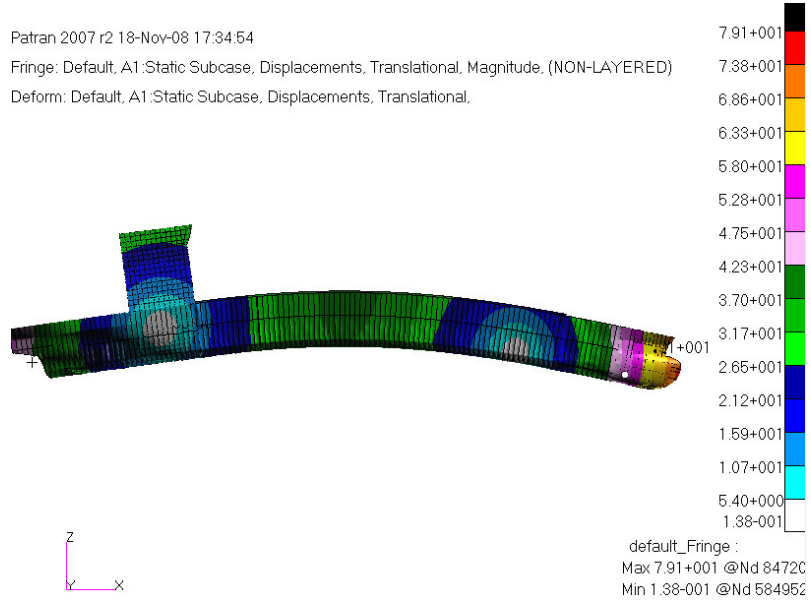 Patran 2007 r2 18-Nov-08 17:34:54
Fringe: Default, A1:Static Subcase, Displacements, Translational, Magnitude, (NON-LAYERED)
Deform: Default, A1:Static Subcase, Displacements, Translational,
7.91+001
7.38+001
6.86+001
6.33+001
5.80+001
5.28+001
4.75+001
4.23+001
3.70+001
3.17+001
2.65+001
2.12+001
1.59+001
1.07+001
5.40+000
1.38-001
1+001
Z
Y
X
default_Fringe :
Max 7.91+001 @Nd 84720
Min 1.38-001 @Nd 584952